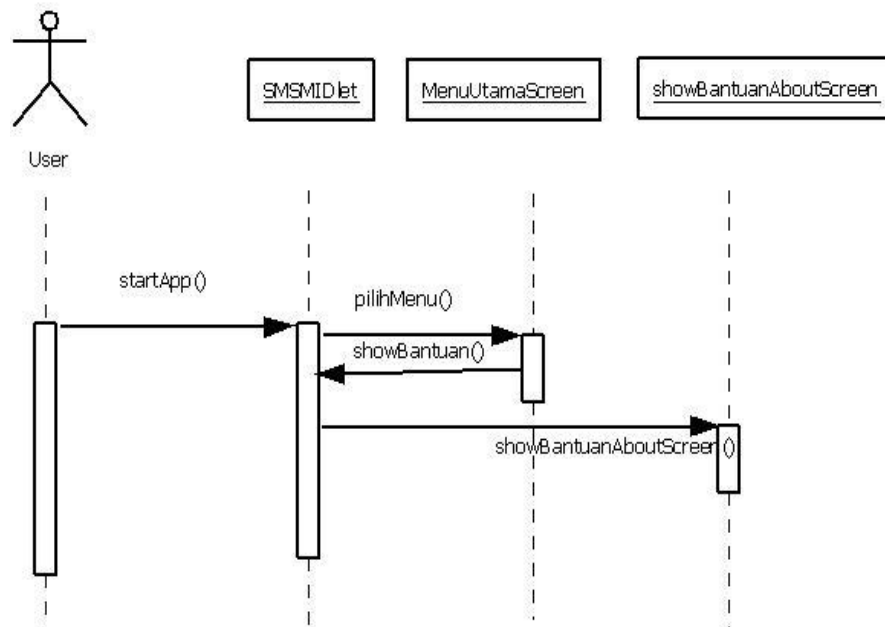 SMSMIDlet
MenuUtamaScreen
showBantuanAboutScreen
User
startApp()
pilihMenu()
showBantuan()
showBantuanAboutScreen()